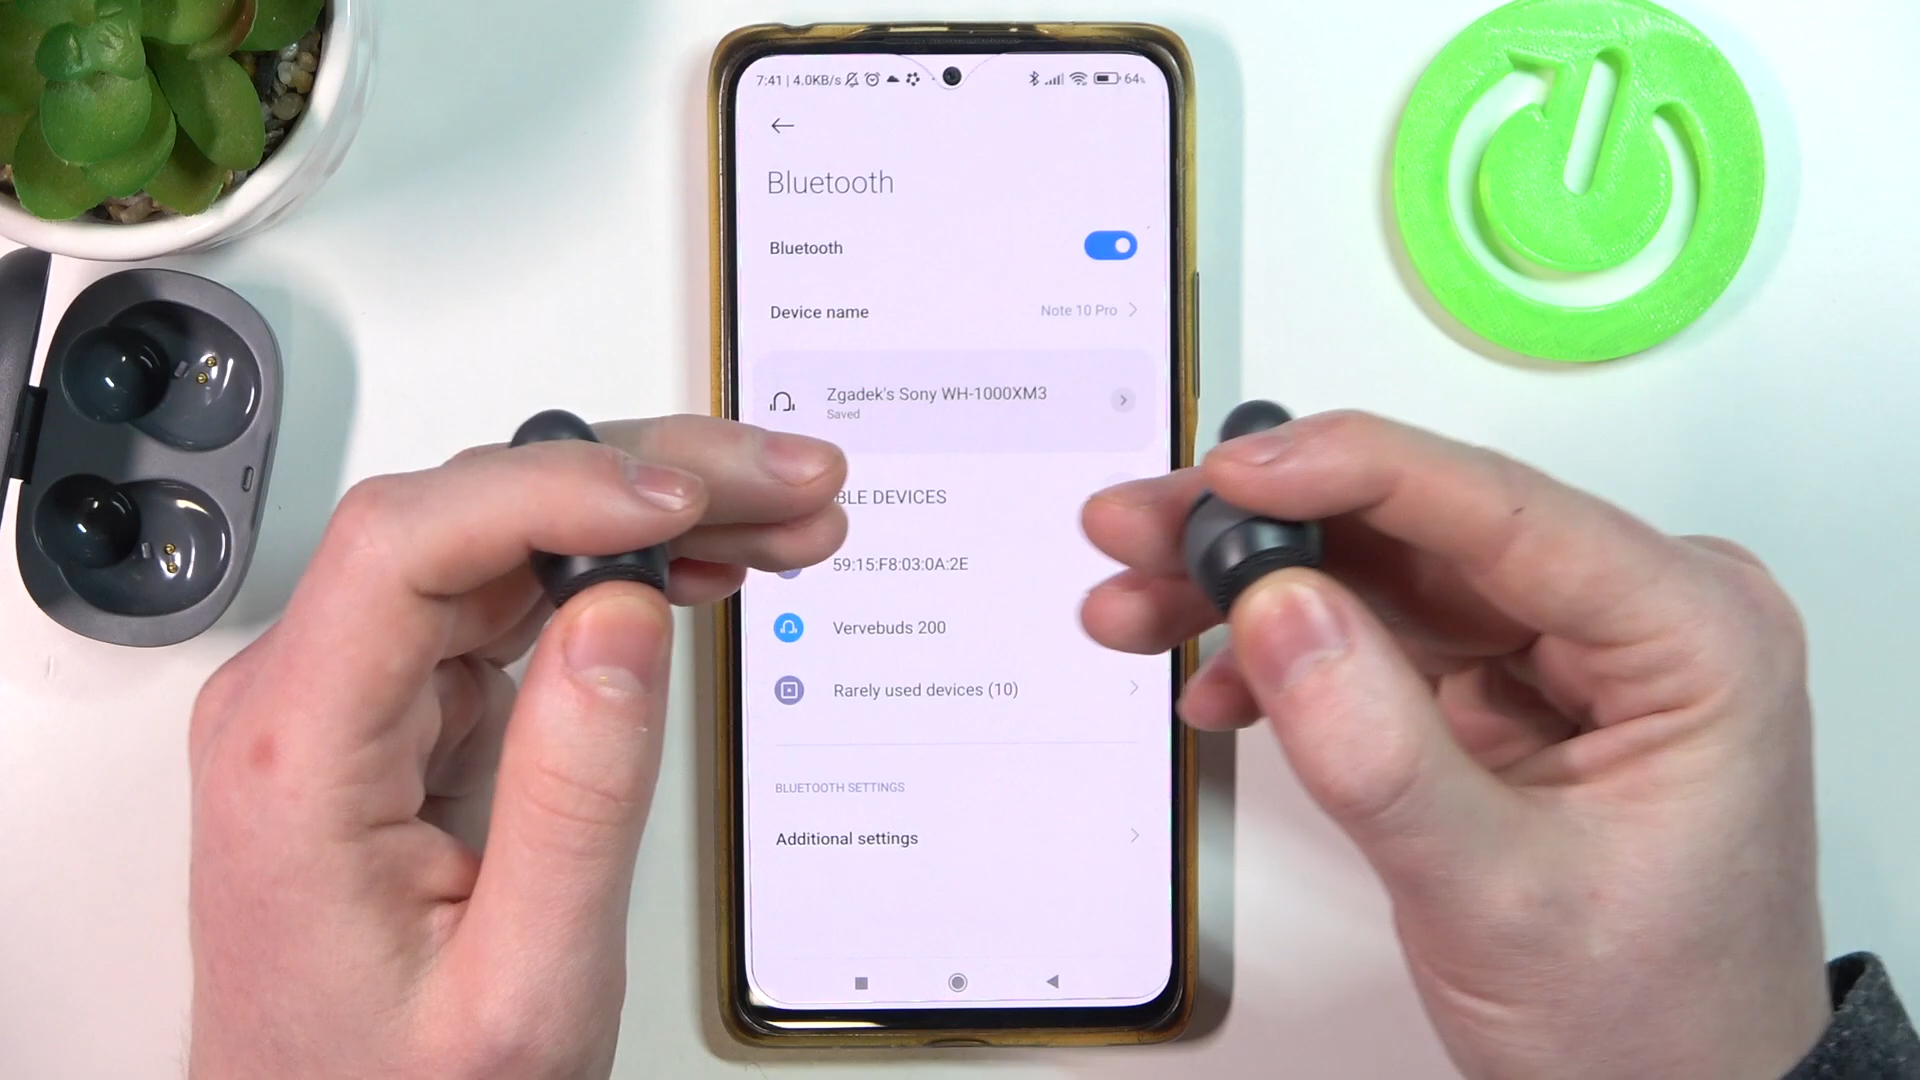 7:41 | 4.0KB/s 64%
Bluetooth
Bluetooth
Device name Note 10 Pro
Zgadek's Sony WH-1000XM3
Saved
DEVICES
59:15:F8:03:0A:2E
Vervebuds 200
Rarely used devices (10)
BLUETOOTH SETTINGS
Additional settings